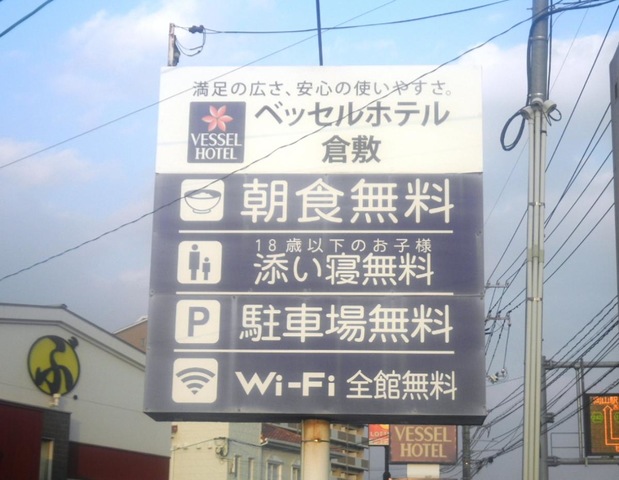 満足の広さ、安心の使いやすさ。
VESSEL
HOTEL
ベッセルホテル
倉敷
朝食無料
18歳以下のお子様
添い寝無料
P
駐車場無料
Wi-Fi 全館無料
ぶ
VESSEL
HOTEL